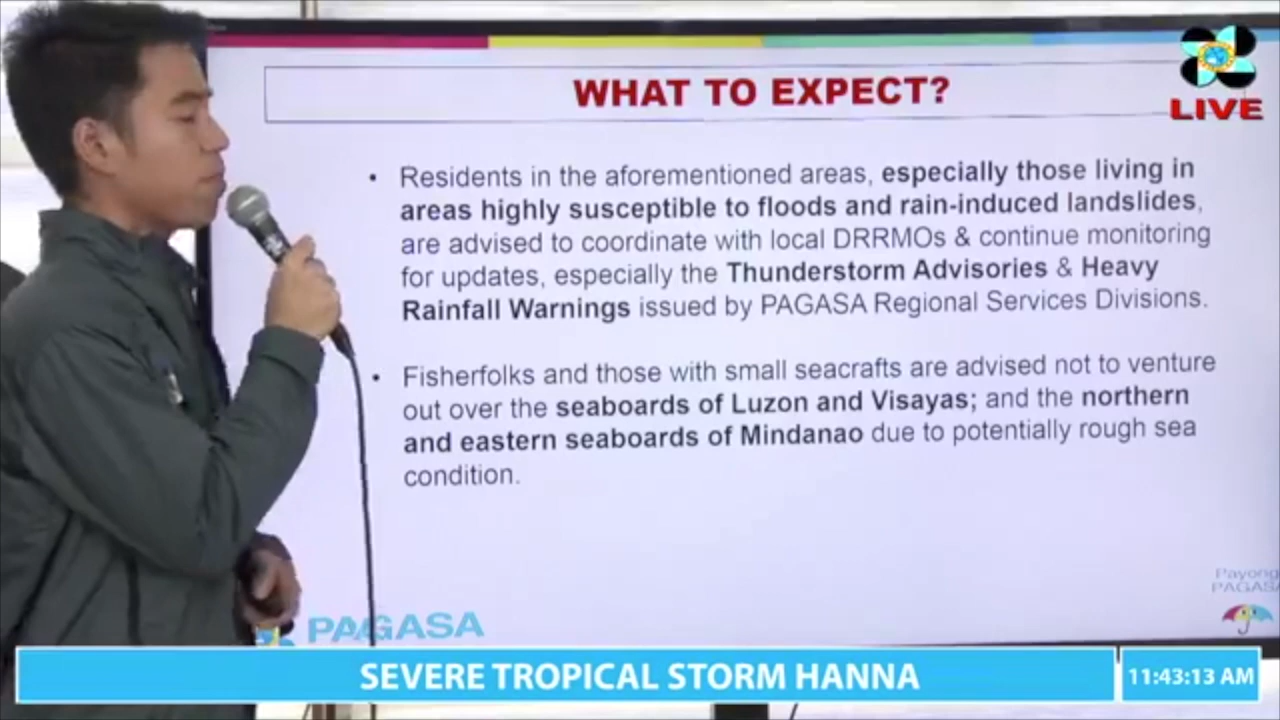 LIVE
WHAT TO EXPECT?
• Residents in the aforementioned areas, especially those living in
areas highly susceptible to floods and rain-induced landslides,
are advised to coordinate with local DRRMOs & continue monitoring
for updates, especially the Thunderstorm Advisories & Heavy
Rainfall Warnings issued by PAGASA Regional Services Divisions.
• Fisherfolks and those with small seacrafts are advised not to venture
out over the seaboards of Luzon and Visayas; and the northern
and eastern seaboards of Mindanao due to potentially rough sea
condition.
Payong
PAGASA
PAGASA
SEVERE TROPICAL STORM HANNA
11:43:13 AM